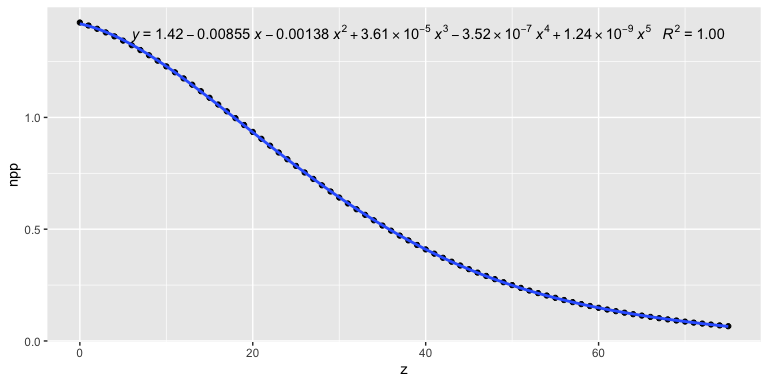 y = 1.42 − 0.00855 x − 0.00138 x² + 3.61 × 10⁻⁵ x³ − 3.52 × 10⁻⁷ x⁴ + 1.24 × 10⁻⁹ x⁵ R² = 1.00
1.0
0.5
0.0
npp
0 20 40 60
z